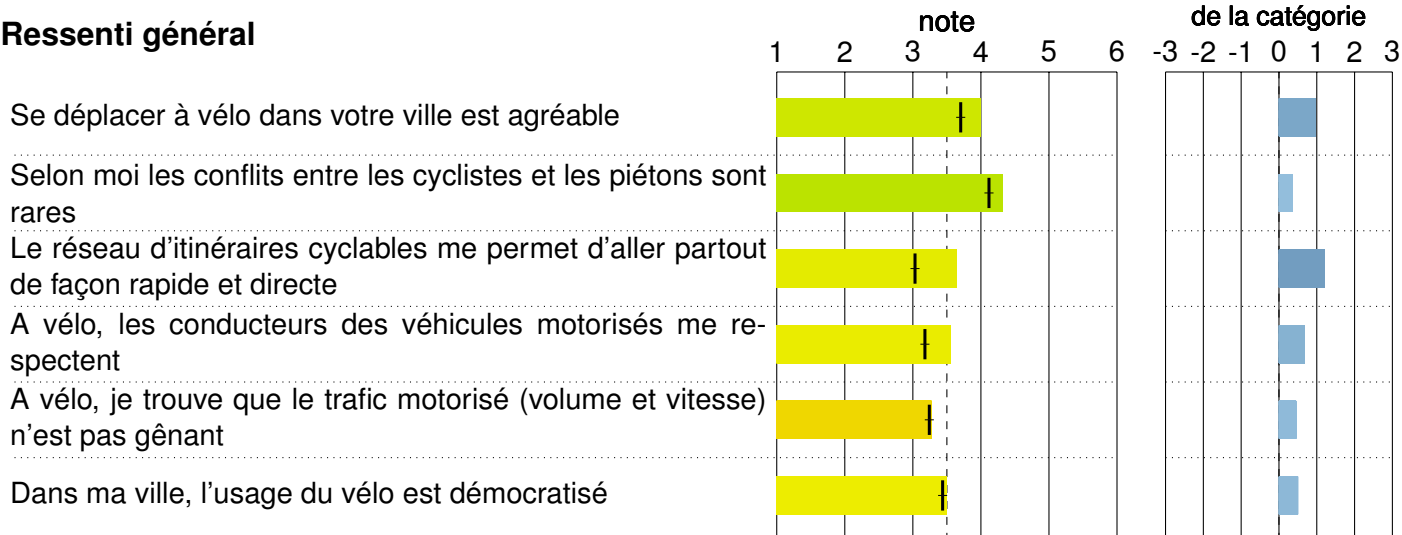 Ressenti général
note
1 2 3 4 5 6
de la catégorie
-3 -2 -1 0 1 2 3
Se déplacer à vélo dans votre ville est agréable
Selon moi les conflits entre les cyclistes et les piétons sont
rares
Le réseau d'itinéraires cyclables me permet d'aller partout
de façon rapide et directe
A vélo, les conducteurs des véhicules motorisés me re-
spectent
A vélo, je trouve que le trafic motorisé (volume et vitesse)
n'est pas gênant
Dans ma ville, l'usage du vélo est démocratisé